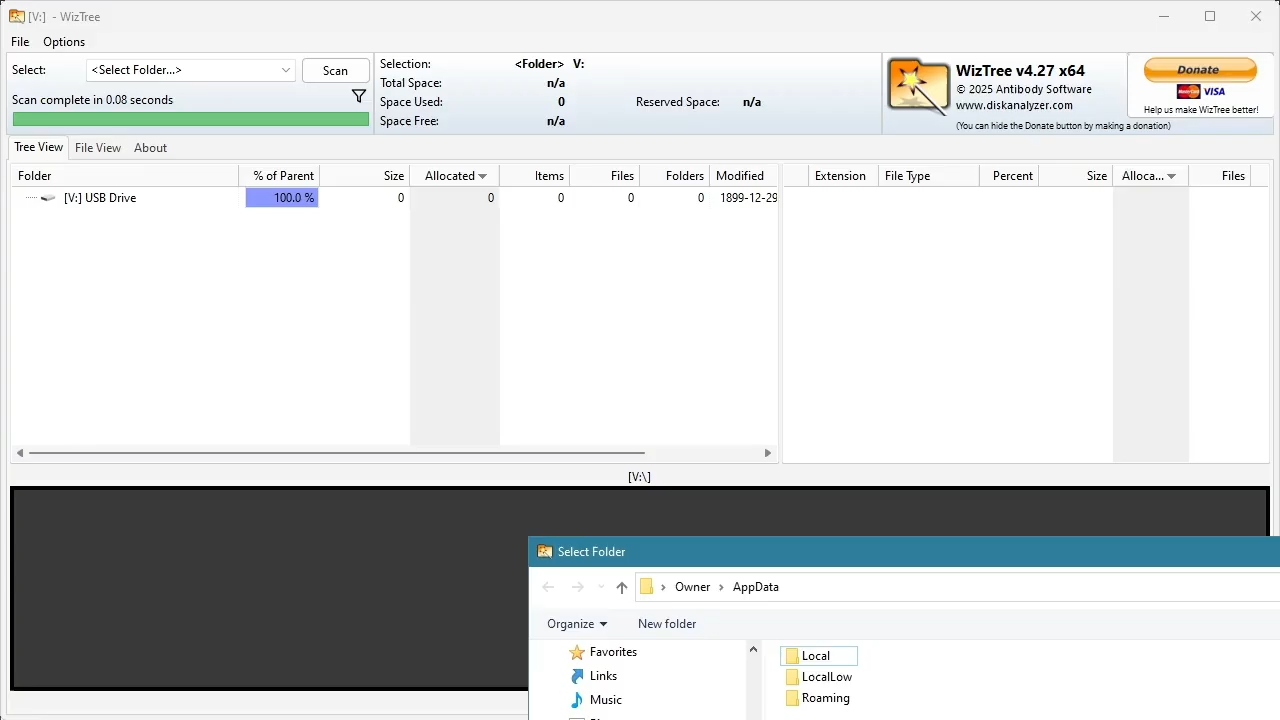 [V:] - WizTree
File Options
Select: <Select Folder...> Scan
Scan complete in 0.08 seconds
Selection: <Folder> V:
Total Space: n/a
Space Used: 0 Reserved Space: n/a
Space Free: n/a
WizTree v4.27 x64
© 2025 Antibody Software
www.diskanalyzer.com
(You can hide the Donate button by making a donation)
Donate
MasterCard VISA
Help us make WizTree better!
Tree View File View About
Folder % of Parent Size Allocated Items Files Folders Modified
[V:] USB Drive 100.0 % 0 0 0 0 0 1899-12-29
Extension File Type Percent Size Alloca... Files
[V:\]
Select Folder
Owner AppData
Organize New folder
Favorites
Links
Music
Local
LocalLow
Roaming